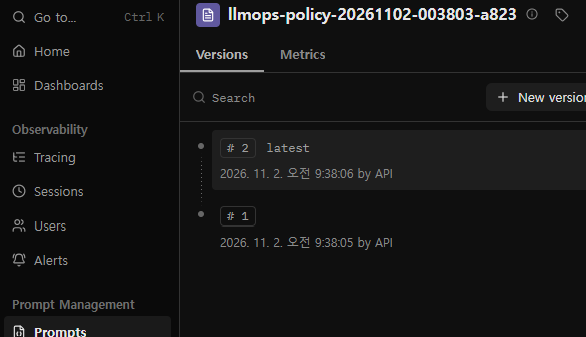 Go to... Ctrl K
Home
Dashboards
Observability
Tracing
Sessions
Users
Alerts
Prompt Management
Prompts
llmops-policy-20261102-003803-a823
Versions Metrics
Search
+ New version
# 2 latest
2026. 11. 2. 오전 9:38:06 by API
# 1
2026. 11. 2. 오전 9:38:05 by API